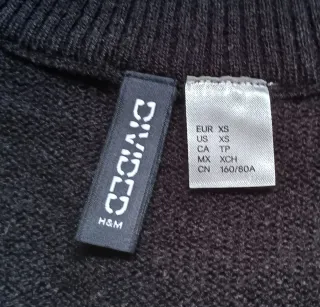 DIVIDED
H&M
EUR XS
US XS
CA TP
MX XCH
CN 160/80A